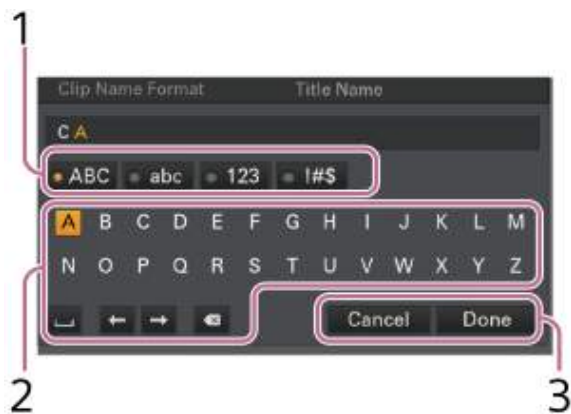 1
Clip Name Format Title Name
C A
ABC abc 123 !#$
A B C D E F G H I J K L M
N O P Q R S T U V W X Y Z
Cancel Done
2 3